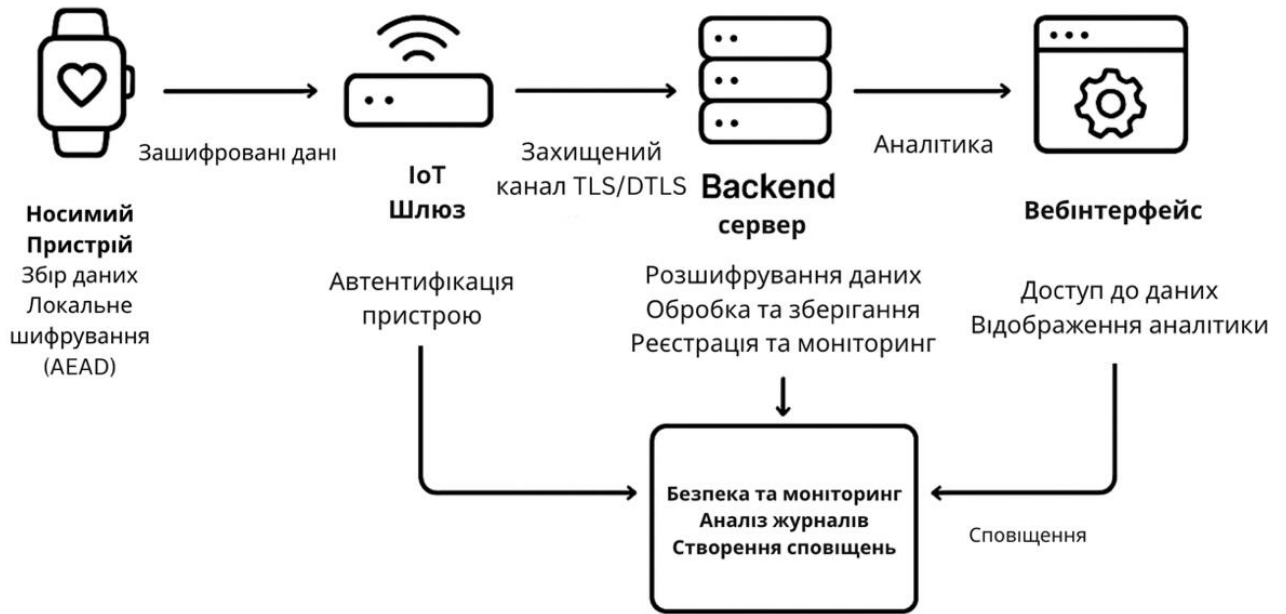 Зашифровані дані
Захищений
канал TLS/DTLS
Аналітика
Носимий
Пристрій
Збір даних
Локальне
шифрування
(AEAD)
IoT
Шлюз
Автентифікація
пристрою
Backend
сервер
Розшифрування даних
Обробка та зберігання
Реєстрація та моніторинг
Вебінтерфейс
Доступ до даних
Відображення аналітики
Безпека та моніторинг
Аналіз журналів
Створення сповіщень
Сповіщення